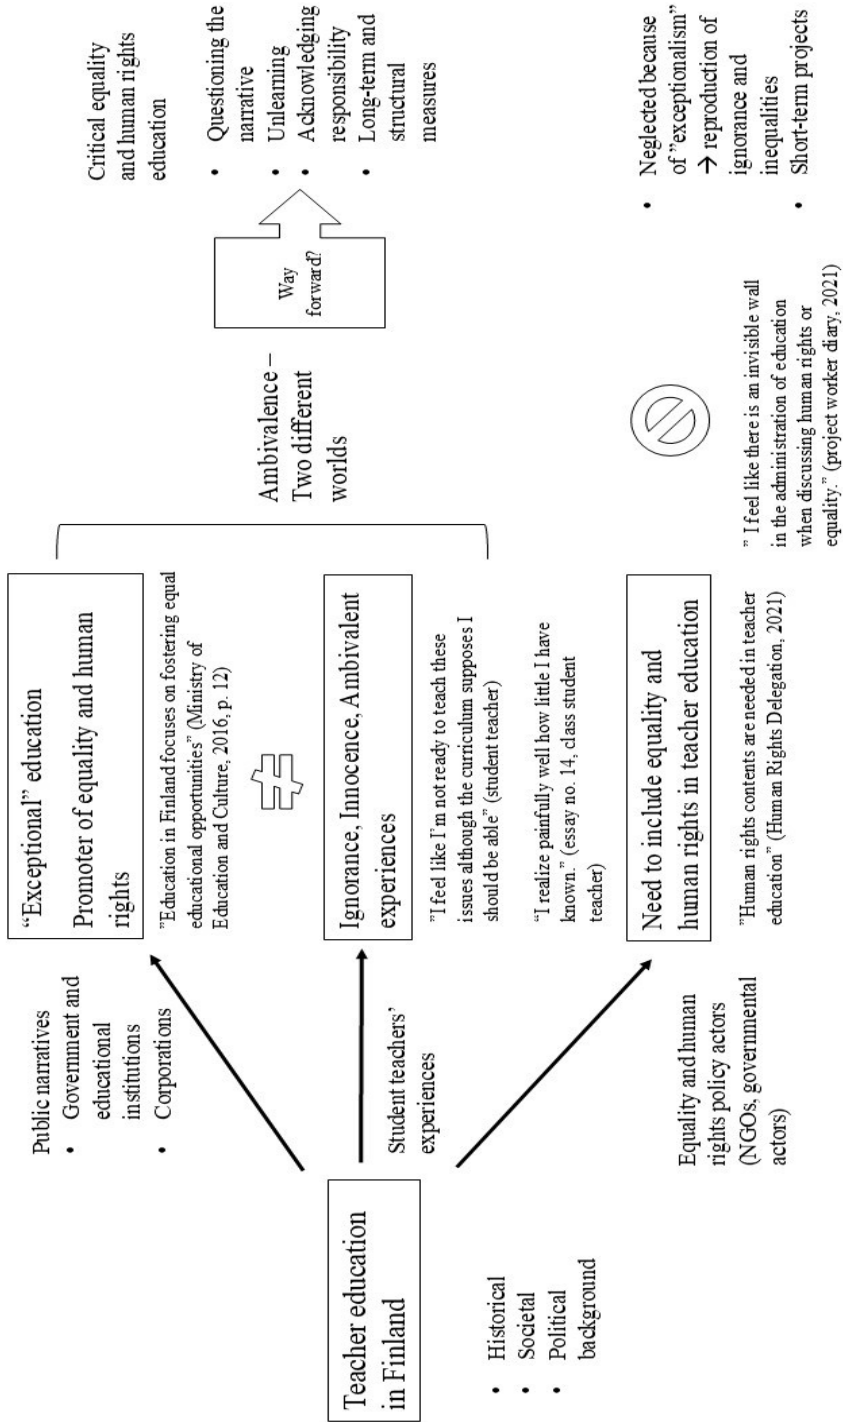 Teacher education
in Finland
• Historical
• Societal
• Political
background
Public narratives
• Government and
educational
institutions
• Corporations
Student teachers’
experiences
Equality and human
rights policy actors
(NGOs, governmental
actors)
“Exceptional” education
Promoter of equality and human
rights
”Education in Finland focuses on fostering equal
educational opportunities” (Ministry of
Education and Culture, 2016, p. 12)
≠
Ignorance, Innocence, Ambivalent
experiences
”I feel like I’m not ready to teach these
issues although the curriculum supposes I
should be able” (student teacher)
“I realize painfully well how little I have
known.” (essay no. 14, class student
teacher)
Need to include equality and
human rights in teacher education
”Human rights contents are needed in teacher
education” (Human Rights Delegation, 2021)
Ambivalence –
Two different
worlds
” I feel like there is an invisible wall
in the administration of education
when discussing human rights or
equality.” (project worker diary, 2021)
Way
forward?
Critical equality
and human rights
education
• Questioning the
narrative
• Unlearning
• Acknowledging
responsibility
• Long-term and
structural
measures
• Neglected because
of ”exceptionalism”
→ reproduction of
ignorance and
inequalities
• Short-term projects